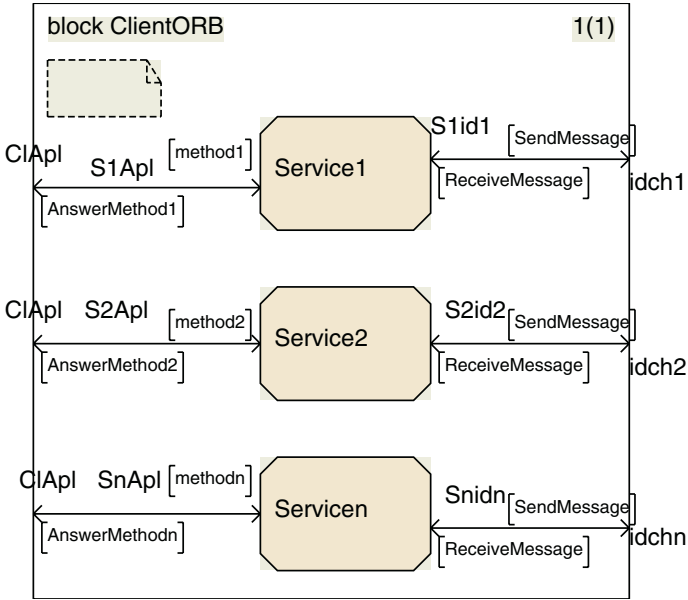 block ClientORB 1(1)
S1id1
[SendMessage]
ClApl S1Apl [method1] Service1
[ReceiveMessage] idch1
[AnswerMethod1]
ClApl S2Apl [method2] Service2 S2id2 [SendMessage]
[AnswerMethod2] [ReceiveMessage] idch2
ClApl SnApl [methodn] Servicen Snidn [SendMessage]
[AnswerMethodn] [ReceiveMessage] idchn